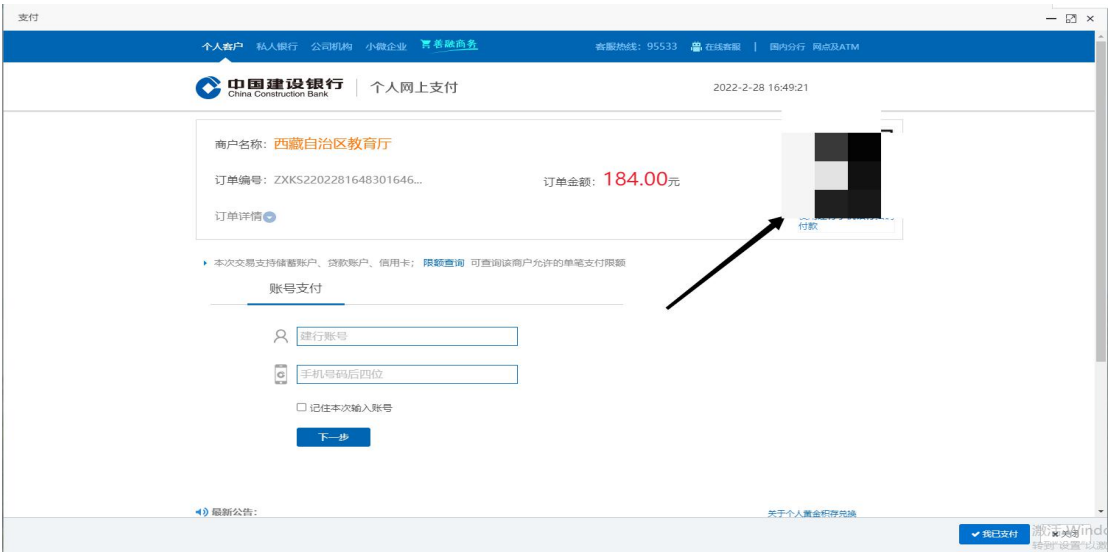 支付
个人客户 私人银行 公司机构 小微企业 善融商务 客服热线：95533 在线客服 | 国内分行 网点及ATM
中国建设银行 China Construction Bank 个人网上支付 2022-2-28 16:49:21
商户名称：西藏自治区教育厅
订单编号：ZXKS2202281648301646... 订单金额：184.00元
订单详情
付款
本次交易支持储蓄账户、贷款账户、信用卡；限额查询 可查询该商户允许的单笔支付限额
账号支付
建行账号
手机号码后四位
记住本次输入账号
下一步
最新公告： 关于个人黄金积存兑换
我已支付 关闭
激活 Windo
转到"设置"以激